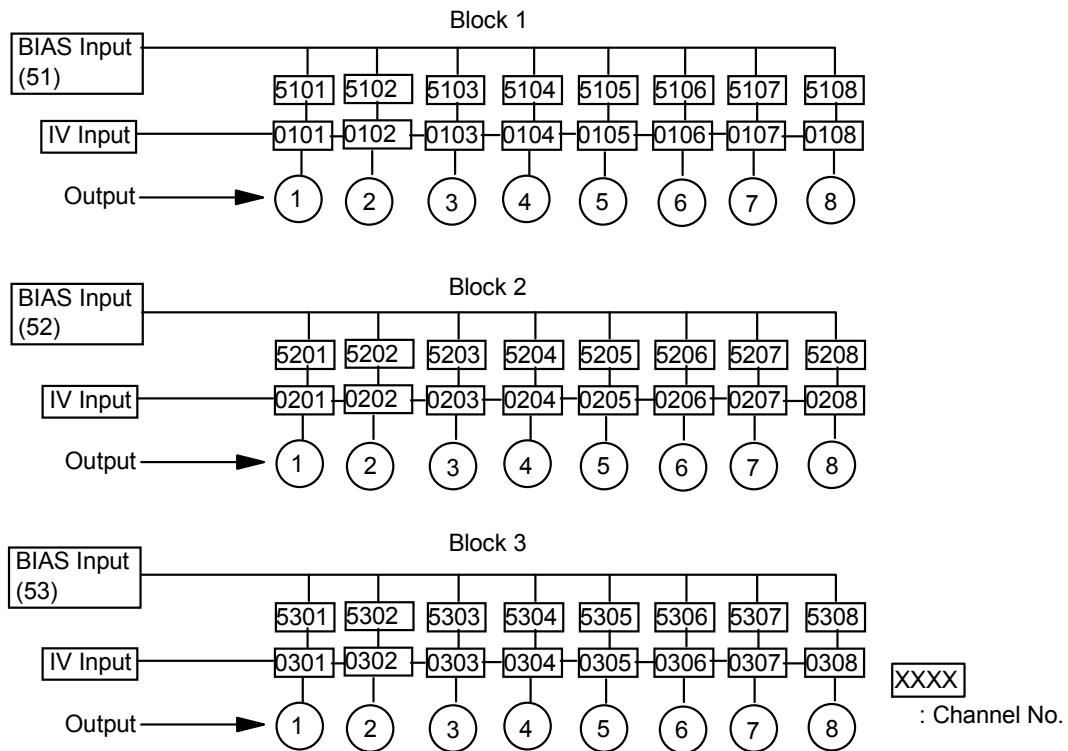 Block 1
BIAS Input
(51)
5101 5102 5103 5104 5105 5106 5107 5108
IV Input 0101 0102 0103 0104 0105 0106 0107 0108
Output 1 2 3 4 5 6 7 8
Block 2
BIAS Input
(52)
5201 5202 5203 5204 5205 5206 5207 5208
IV Input 0201 0202 0203 0204 0205 0206 0207 0208
Output 1 2 3 4 5 6 7 8
Block 3
BIAS Input
(53)
5301 5302 5303 5304 5305 5306 5307 5308
IV Input 0301 0302 0303 0304 0305 0306 0307 0308
XXXX
: Channel No.
Output 1 2 3 4 5 6 7 8